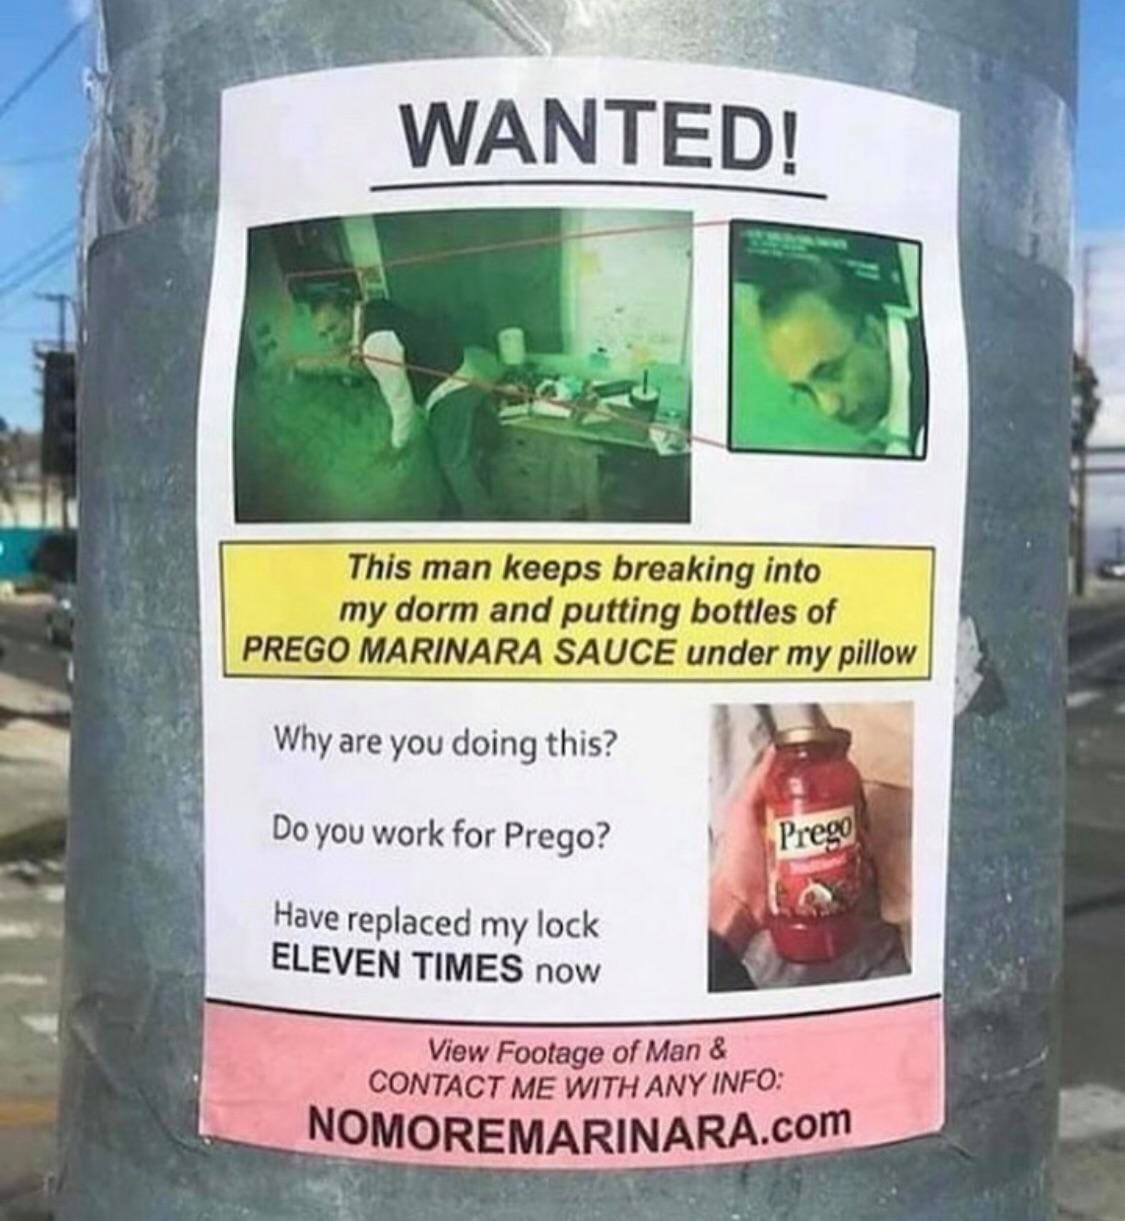 WANTED!
This man keeps breaking into
my dorm and putting bottles of
PREGO MARINARA SAUCE under my pillow
Why are you doing this?
Do you work for Prego?
Have replaced my lock
ELEVEN TIMES now
Prego
View Footage of Man &
CONTACT ME WITH ANY INFO:
NOMOREMARINARA.com